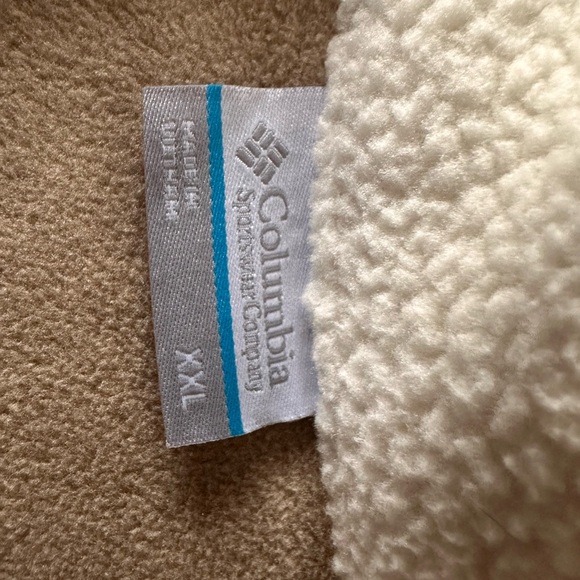 Columbia
Sportswear Company
MADE IN
VIETNAM
XXL